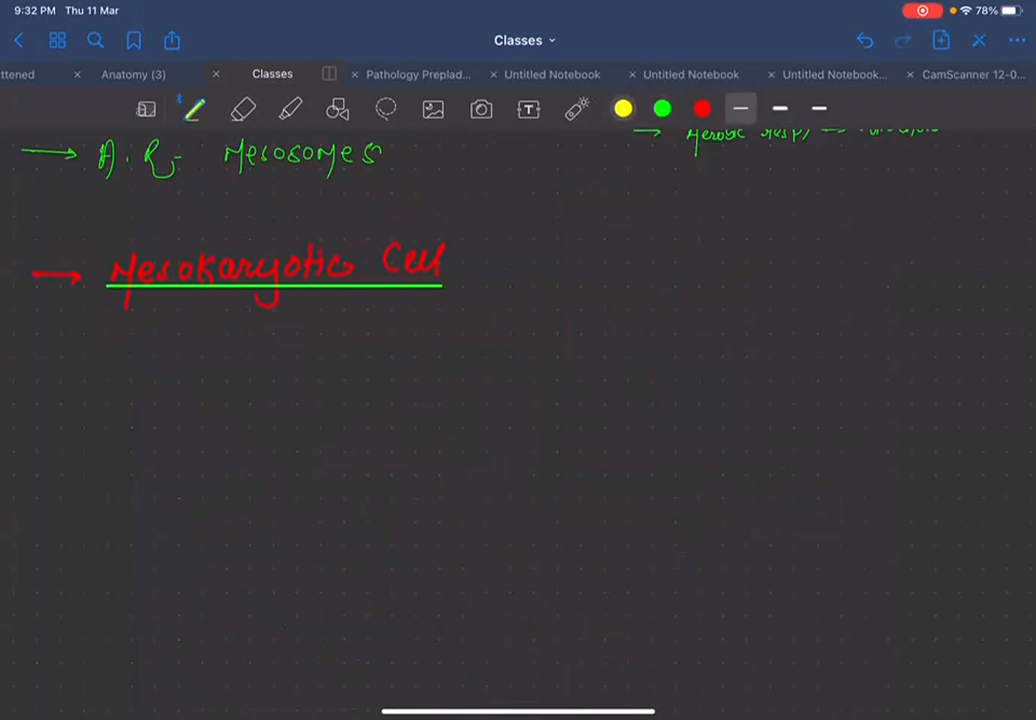 9:32 PM Thu 11 Mar
78%
Classes
ttened
Anatomy (3)
Classes
Pathology Preplad...
Untitled Notebook
Untitled Notebook
Untitled Notebook...
CamScanner 12-0...
T
→ A. R; Mesosomes
→ Mesokaryotic Cell